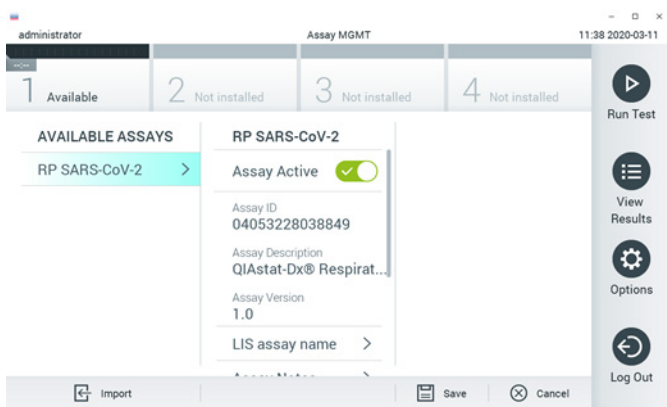 administrator
Assay MGMT
11:38 2020-03-11
1 Available
2 Not installed
3 Not installed
4 Not installed
Run Test
View
Results
Options
Log Out
AVAILABLE ASSAYS
RP SARS-CoV-2
RP SARS-CoV-2
Assay Active
Assay ID
04053228038849
Assay Description
QIAstat-Dx® Respirat...
Assay Version
1.0
LIS assay name
Import
Save
Cancel